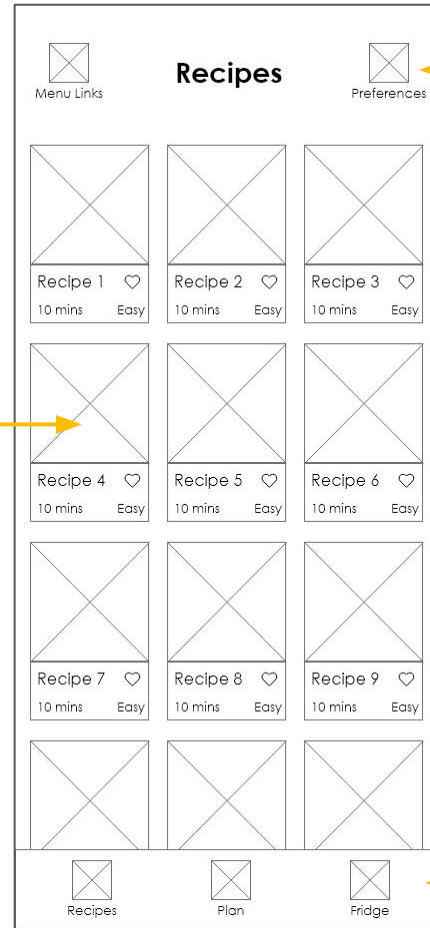 Recipes
Menu Links
Preferences
Recipe 1
Recipe 2
Recipe 3
10 mins Easy
10 mins Easy
10 mins Easy
Recipe 4
Recipe 5
Recipe 6
10 mins Easy
10 mins Easy
10 mins Easy
Recipe 7
Recipe 8
Recipe 9
10 mins Easy
10 mins Easy
10 mins Easy
Recipes
Plan
Fridge